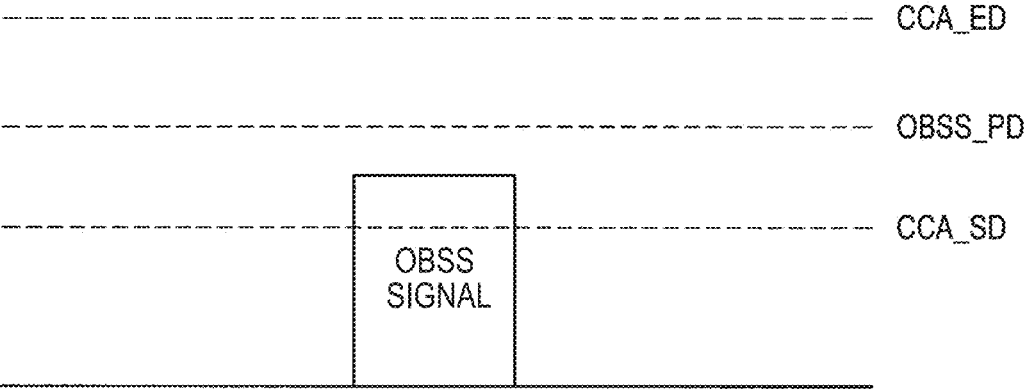 CCA_ED
OBSS_PD
CCA_SD
OBSS
SIGNAL